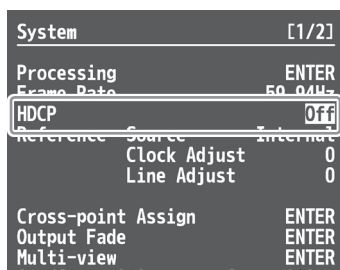 System [1/2]
Processing ENTER
Frame Rate 59.94Hz
HDCP Off
Reference Source Internal
Clock Adjust 0
Line Adjust 0
Cross-point Assign ENTER
Output Fade ENTER
Multi-view ENTER